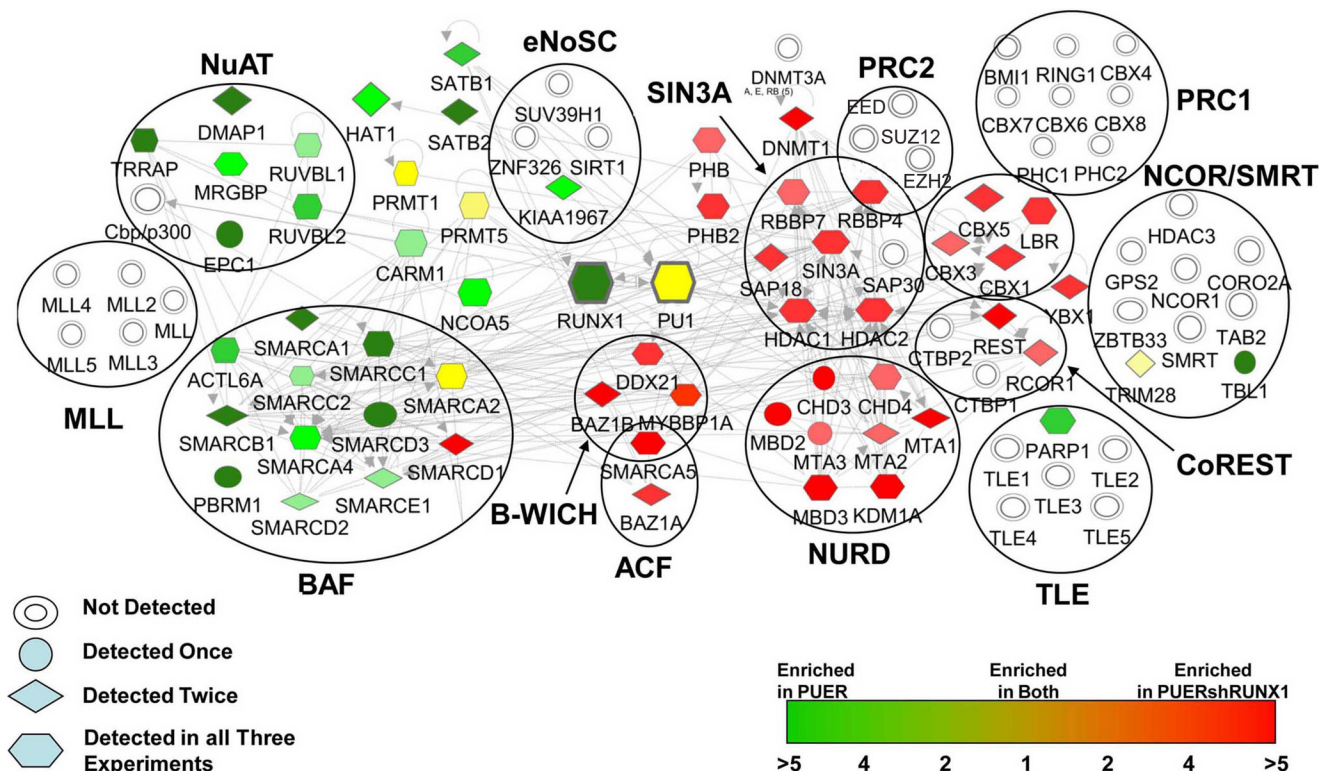 eNoSC
SATB1
NuAT
DNMT3A
A, E, RB (5)
PRC2
BMI1 RING1 CBX4
PRC1
SIN3A
EED
DMAP1
HAT1
SATB2
SUV39H1
CBX7 CBX6 CBX8
SUZ12
DNMT1
TRRAP
MRGBP
RUVBL1
ZNF326 SIRT1
PHB
EZH2
PHC1 PHC2
NCOR/SMRT
PRMT1
KIAA1967
RBBP7
RBBP4
Cbp/p300
RUVBL2
PRMT5
PHB2
CBX5
LBR
HDAC3
EPC1
CARM1
SIN3A
SAP30
CBX3
CBX1
GPS2
CORO2A
SAP18
NCOR1
MLL4 MLL2
MLL
NCOA5
RUNX1
PU1
HDAC1 HDAC2
YBX1
ZBTB33
TAB2
MLL5 MLL3
SMARCA1
CTBP2
REST
SMRT
ACTL6A
SMARCC1
DDX21
RCOR1
TRIM28
TBL1
MLL
SMARCC2
SMARCA2
CHD3
CHD4
CTBP1
BAZ1B MYBBP1A
SMARCB1
SMARCD3
MBD2
MTA1
PARP1
SMARCA4
SMARCD1
SMARCA5
MTA3 MTA2
TLE1
TLE2
CoREST
PBRM1
SMARCE1
TLE3
SMARCD2
B-WICH
BAZ1A
MBD3 KDM1A
TLE4
TLE5
BAF
ACF
NURD
TLE
Not Detected
Detected Once
Detected Twice
Detected in all Three
Experiments
Enriched
in PUER
Enriched
in Both
Enriched
in PUERshRUNX1
>5 4 2 1 2 4 >5